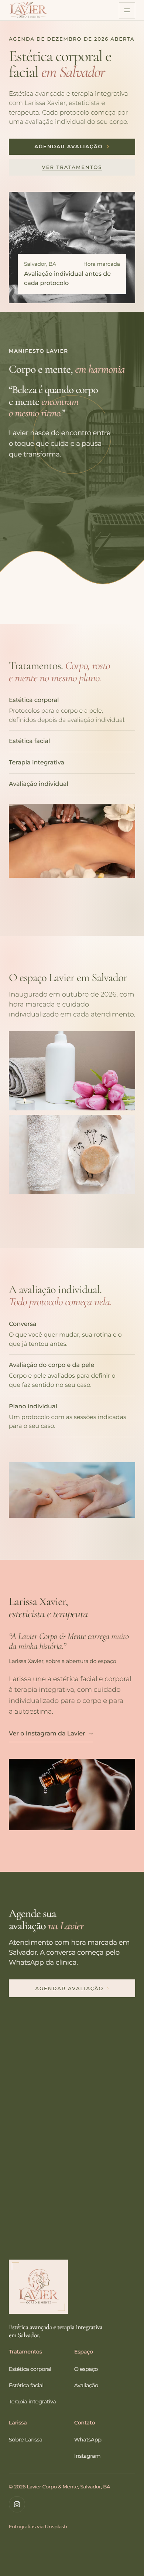 LAVIER
CORPO & MENTE
AGENDA DE DEZEMBRO DE 2026 ABERTA
Estética corporal e
facial em Salvador
Estética avançada e terapia integrativa
com Larissa Xavier, esteticista e
terapeuta. Cada protocolo começa por
uma avaliação individual do seu corpo.
AGENDAR AVALIAÇÃO
VER TRATAMENTOS
Salvador, BA Hora marcada
Avaliação individual antes de
cada protocolo
MANIFESTO LAVIER
Corpo e mente, em harmonia
“Beleza é quando corpo
e mente encontram
o mesmo ritmo.”
Lavier nasce do encontro entre
o toque que cuida e a pausa
que transforma.
Tratamentos. Corpo, rosto
e mente no mesmo plano.
Estética corporal
Protocolos para o corpo e a pele,
definidos depois da avaliação individual.
Estética facial
Terapia integrativa
Avaliação individual
O espaço Lavier em Salvador
Inaugurado em outubro de 2026, com
hora marcada e cuidado
individualizado em cada atendimento.
A avaliação individual.
Todo protocolo começa nela.
Conversa
O que você quer mudar, sua rotina e o
que já tentou antes.
Avaliação do corpo e da pele
Corpo e pele avaliados para definir o
que faz sentido no seu caso.
Plano individual
Um protocolo com as sessões indicadas
para o seu caso.
Larissa Xavier,
esteticista e terapeuta
“A Lavier Corpo & Mente carrega muito
da minha história.”
Larissa Xavier, sobre a abertura do espaço
Larissa une a estética facial e corporal
à terapia integrativa, com cuidado
individualizado para o corpo e para
a autoestima.
Ver o Instagram da Lavier →
Agende sua
avaliação na Lavier
Atendimento com hora marcada em
Salvador, BA. A conversa começa pelo
WhatsApp da clínica.
AGENDAR AVALIAÇÃO
LAVIER
CORPO & MENTE
Estética avançada e terapia integrativa
em Salvador.
Tratamentos Espaço
Estética corporal O espaço
Estética facial Avaliação
Terapia integrativa
Larissa Contato
Sobre Larissa WhatsApp
Instagram
© 2026 Lavier Corpo & Mente, Salvador, BA
Fotografias via Unsplash